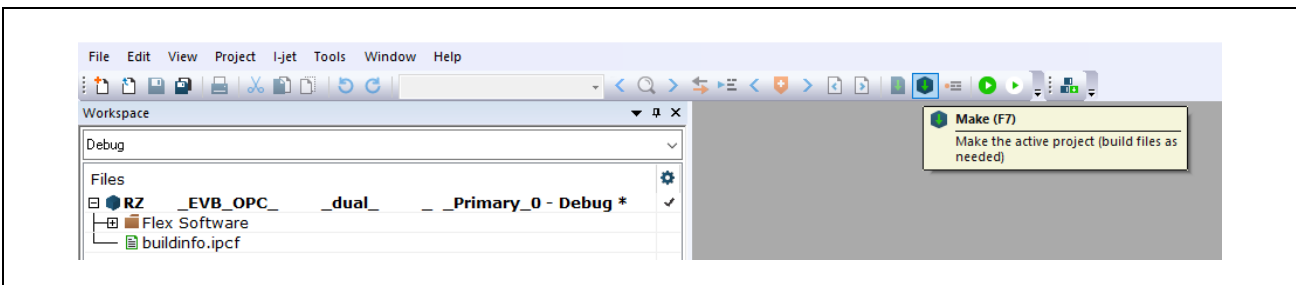 File Edit View Project I-jet Tools Window Help
Workspace
Make (F7)
Make the active project (build files as
needed)
Debug
Files
RZ _EVB_OPC_ _dual_ _ _Primary_0 - Debug *
Flex Software
buildinfo.ipcf